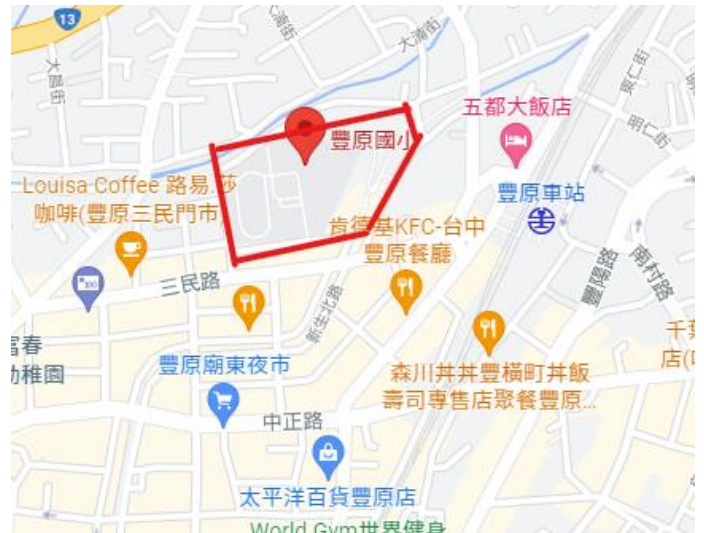 13
大湳街
大昌街
東仁街
五都大飯店
豐原國小
Louisa Coffee 路易.莎
咖啡(豐原三民門市)
豐原車站
肯德基KFC-台中
豐原餐廳
豐陽路
南村路
三民路
新生北路
富春
幼稚園
豐原廟東夜市
森川丼丼豐橫町丼飯
壽司專售店聚餐豐原...
中正路
太平洋百貨豐原店
World Gym世界健身